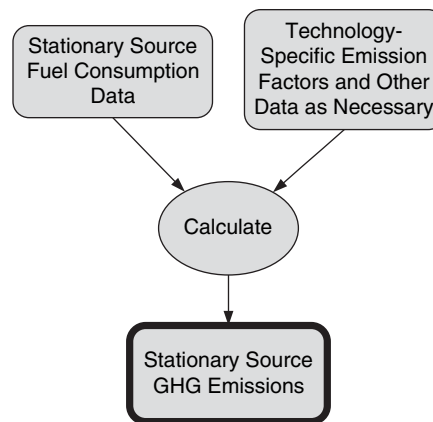 Stationary Source
Fuel Consumption
Data
Technology-
Specific Emission
Factors and Other
Data as Necessary
Calculate
Stationary Source
GHG Emissions